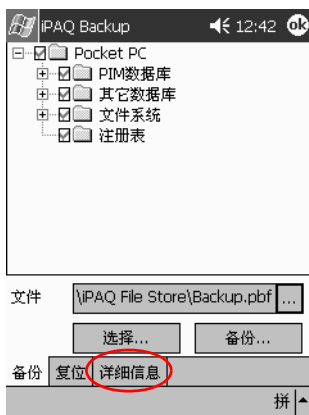 iPAQ Backup 12:42 ok
Pocket PC
PIM数据库
其它数据库
文件系统
注册表
文件 \iPAQ File Store\Backup.pbf ...
选择... 备份...
备份 复位 详细信息
拼